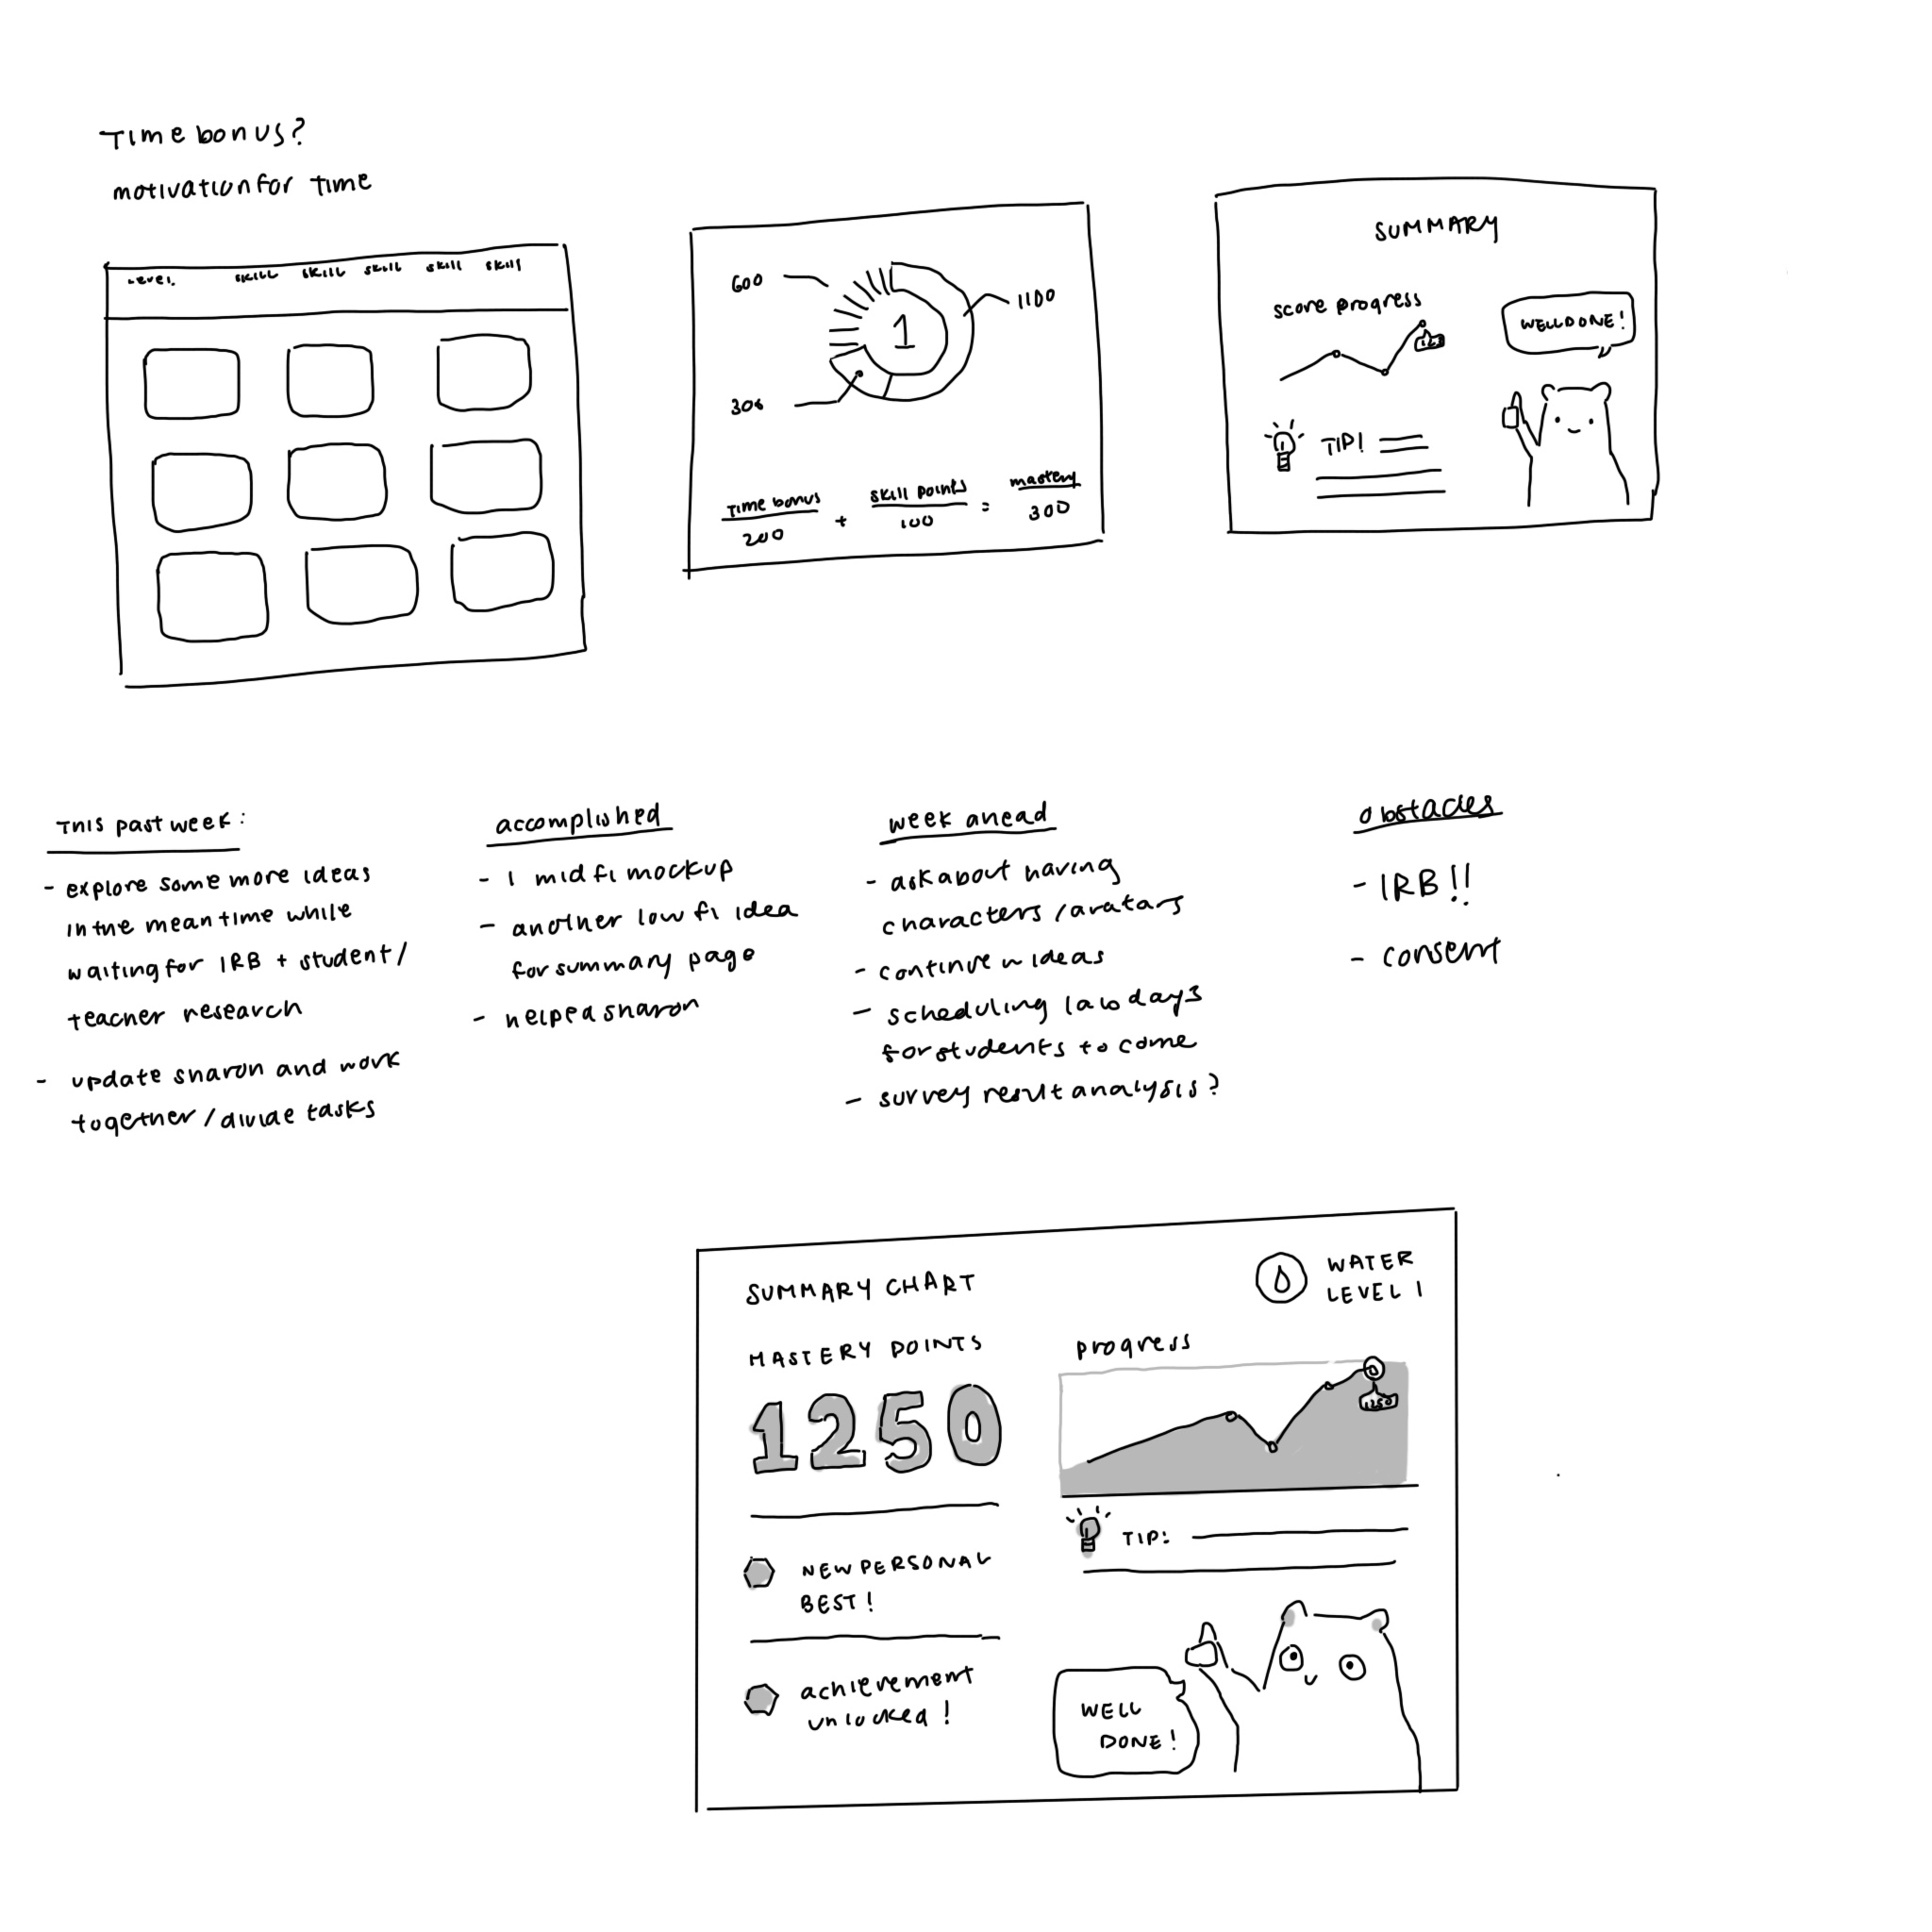 Time bonus?
motivation for time
Level. skill skill skill skill skill
600
1
1100
300
Time bonus + skill points = mastery
200 100 300
SUMMARY
score progress
WELL DONE!
TIP!
This past week:
- explore some more ideas
in the meantime while
waiting for IRB + student/
teacher research
- update sharon and work
together/divide tasks
accomplished
- 1 midfi mockup
- another low fi idea
for summary page
- helped sharon
week ahead
- ask about having
characters/avatars
- continue w ideas
- scheduling lab days
for students to come
- survey result analysis?
obstacles
- IRB!!
- consent
SUMMARY CHART
WATER
LEVEL 1
MASTERY POINTS
1250
NEW PERSONAL
BEST!
achievement
unlocked!
progress
1250
TIP:
WELL
DONE!